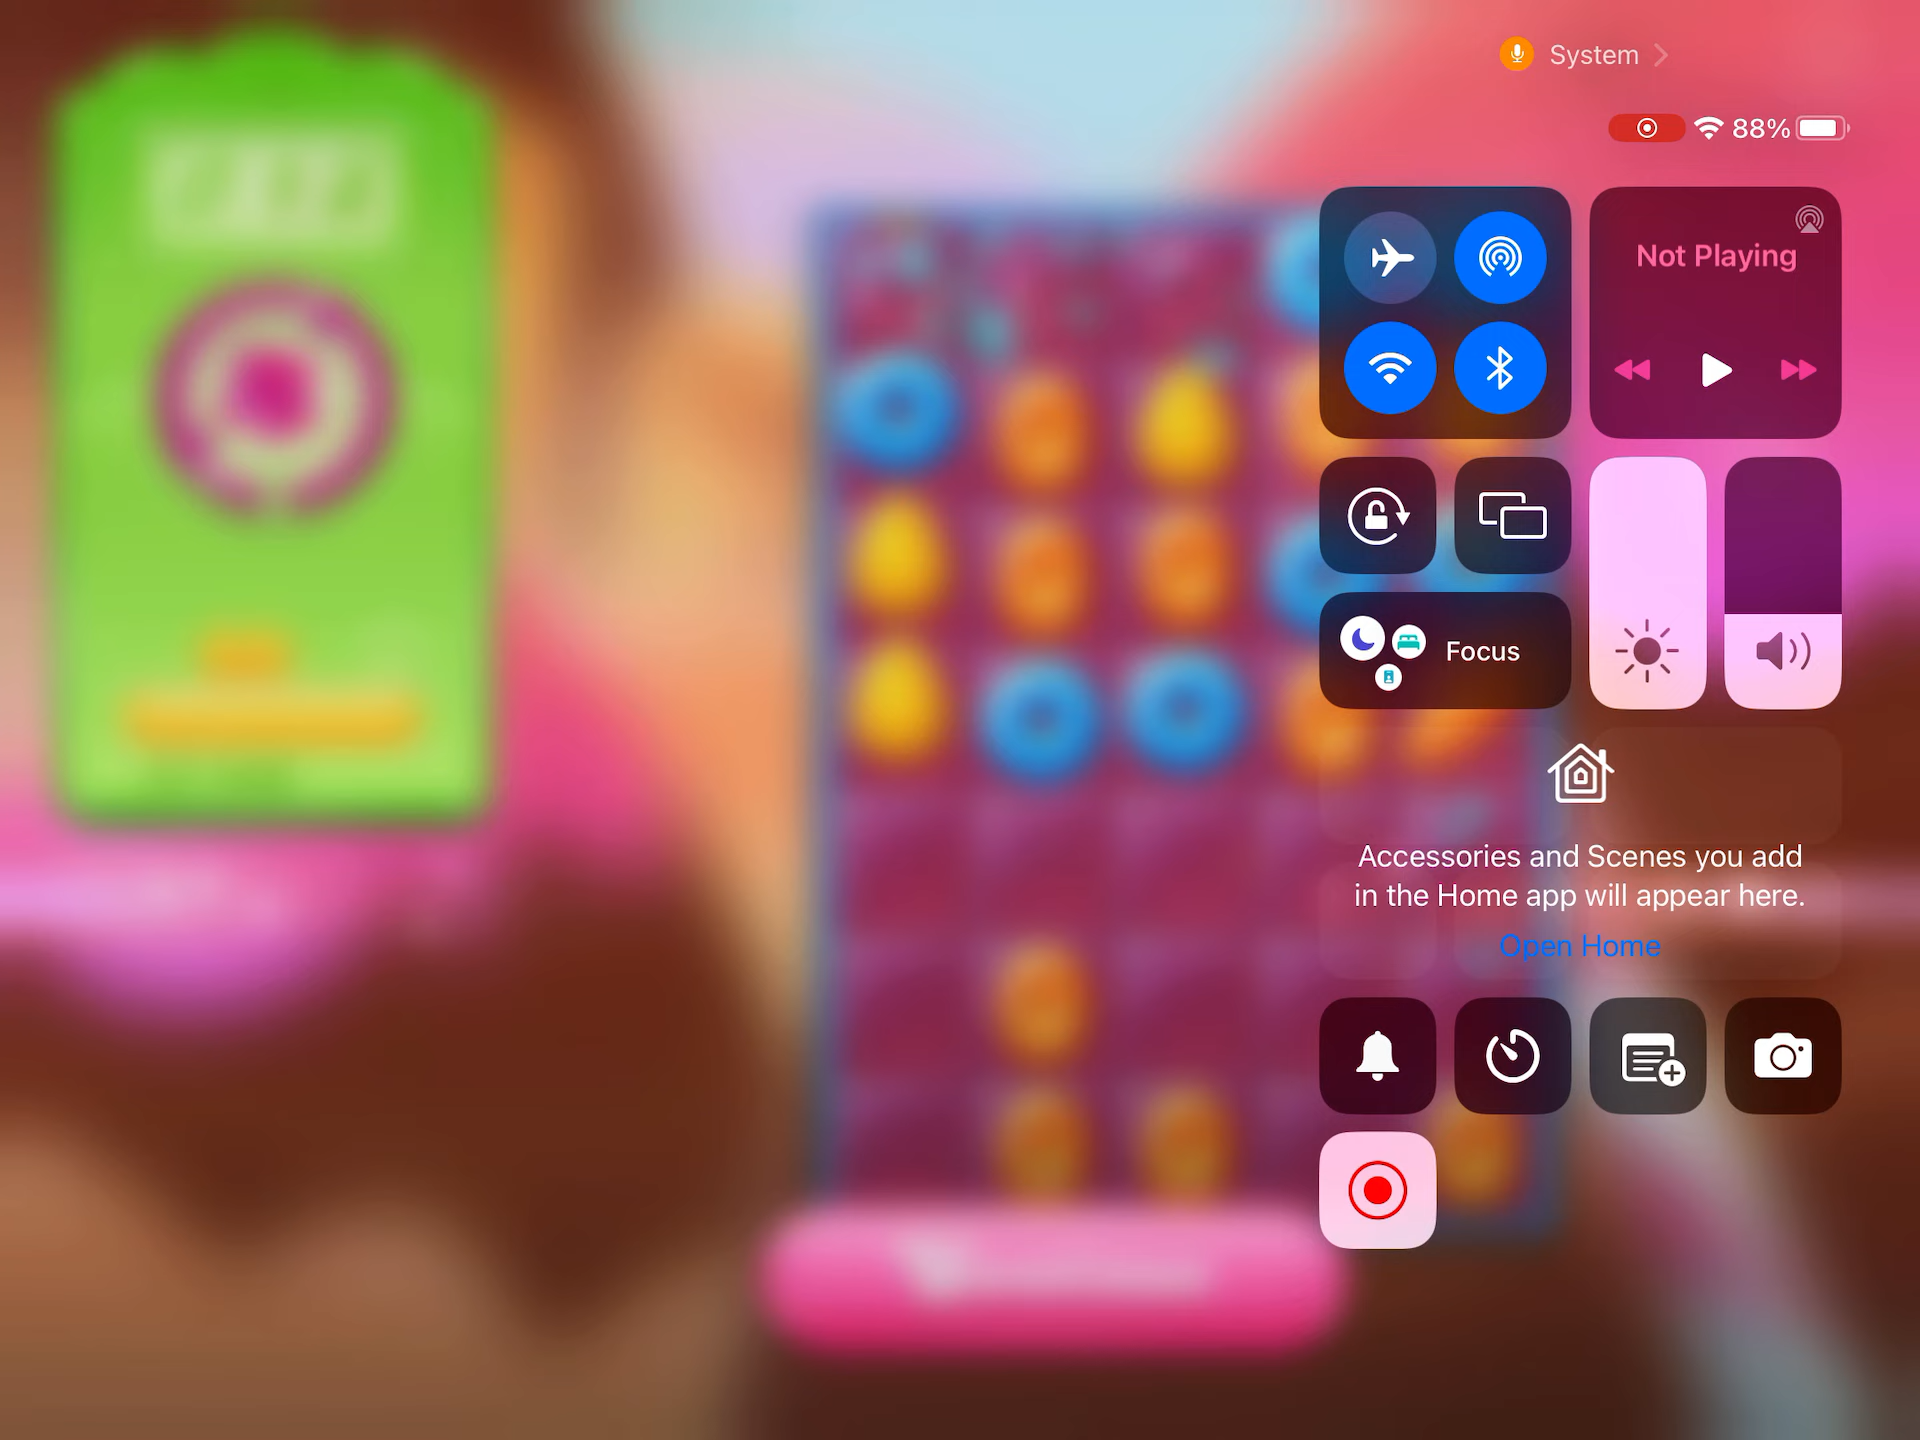 System
88%
Not Playing
Focus
Accessories and Scenes you add
in the Home app will appear here.
Open Home